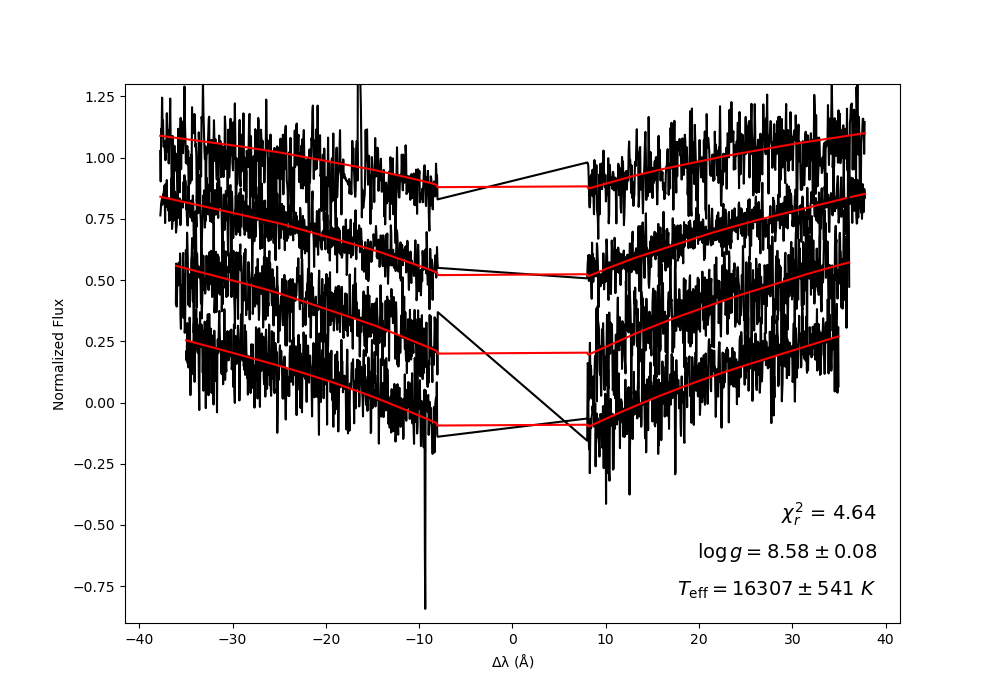 1.25
1.00
0.75
0.50
0.25
0.00
−0.25
−0.50
−0.75
Normalized Flux
χ²ᵣ = 4.64
log g = 8.58 ± 0.08
T_eff = 16307 ± 541 K
−40 −30 −20 −10 0 10 20 30 40
Δλ (Å)